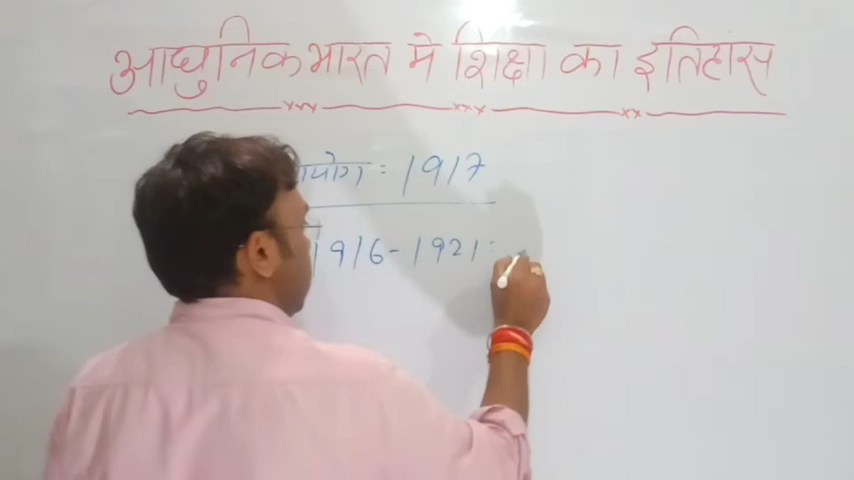 आधुनिक भारत मे शिक्षा का इतिहास
= 1917
1916-1921: